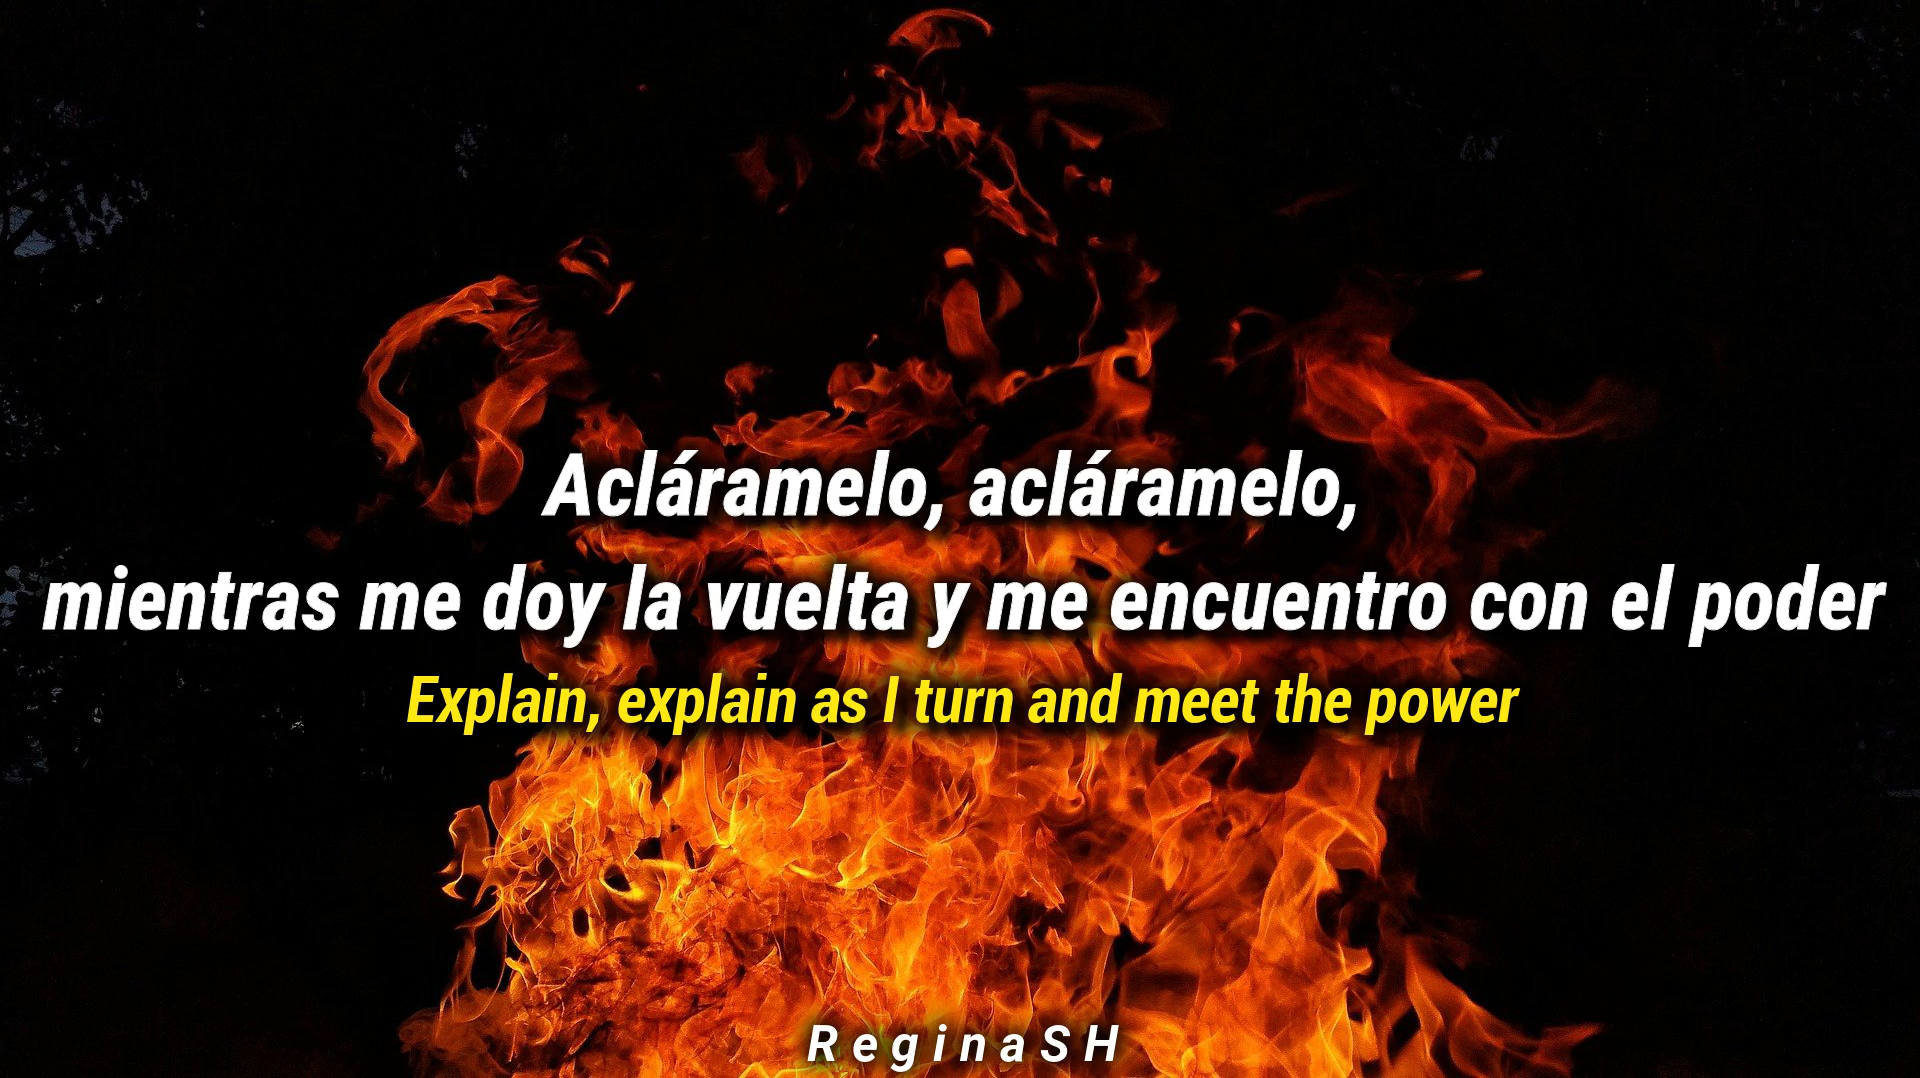 Acláramelo, acláramelo,
mientras me doy la vuelta y me encuentro con el poder
Explain, explain as I turn and meet the power
ReginaSH